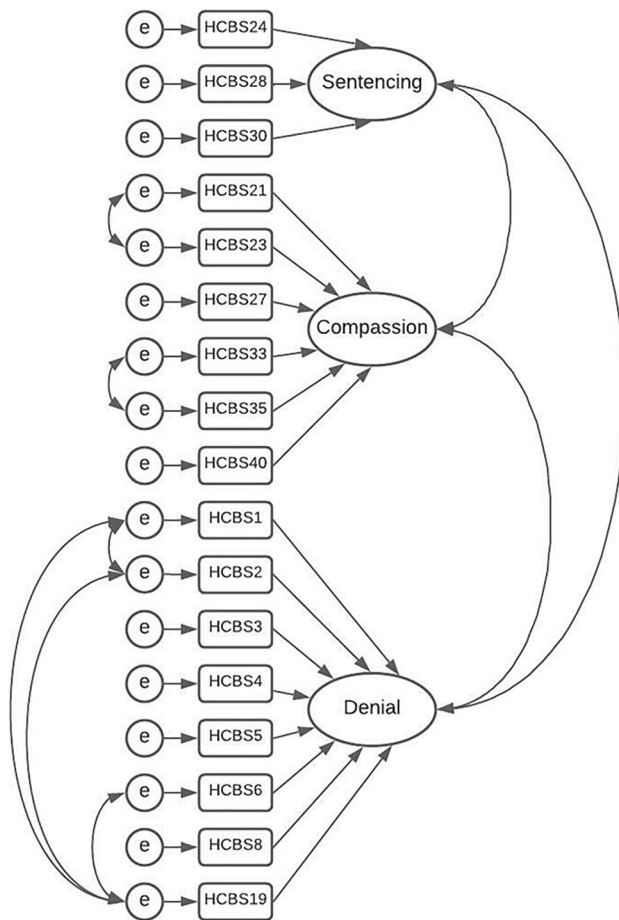 e HCBS24
Sentencing
e HCBS28
e HCBS30
e HCBS21
e HCBS23
e HCBS27
Compassion
e HCBS33
e HCBS35
e HCBS40
e HCBS1
e HCBS2
e HCBS3
e HCBS4
Denial
e HCBS5
e HCBS6
e HCBS8
e HCBS19